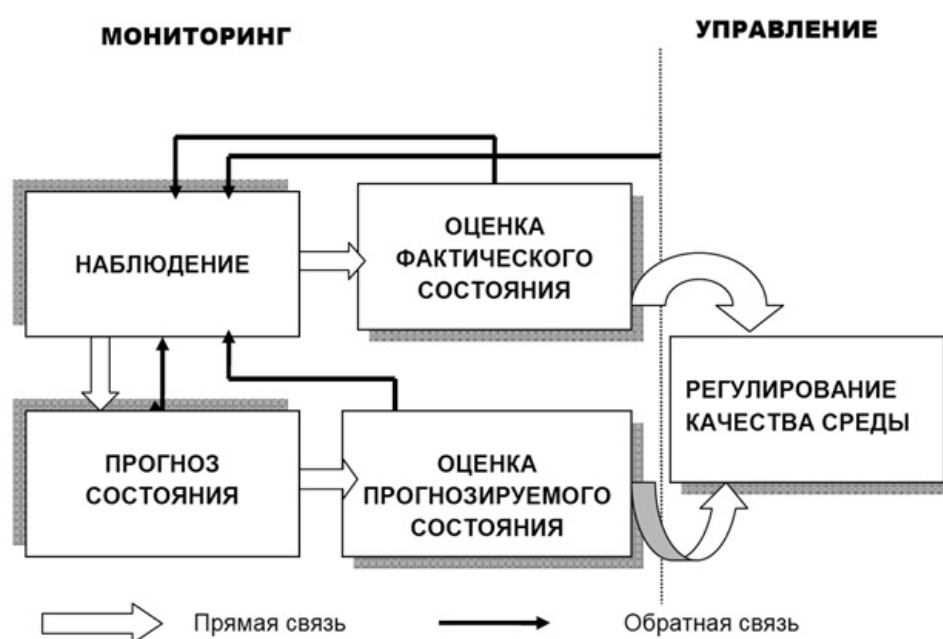 МОНИТОРИНГ
УПРАВЛЕНИЕ
НАБЛЮДЕНИЕ
ОЦЕНКА
ФАКТИЧЕСКОГО
СОСТОЯНИЯ
РЕГУЛИРОВАНИЕ
КАЧЕСТВА СРЕДЫ
ПРОГНОЗ
СОСТОЯНИЯ
ОЦЕНКА
ПРОГНОЗИРУЕМОГО
СОСТОЯНИЯ
Прямая связь
Обратная связь